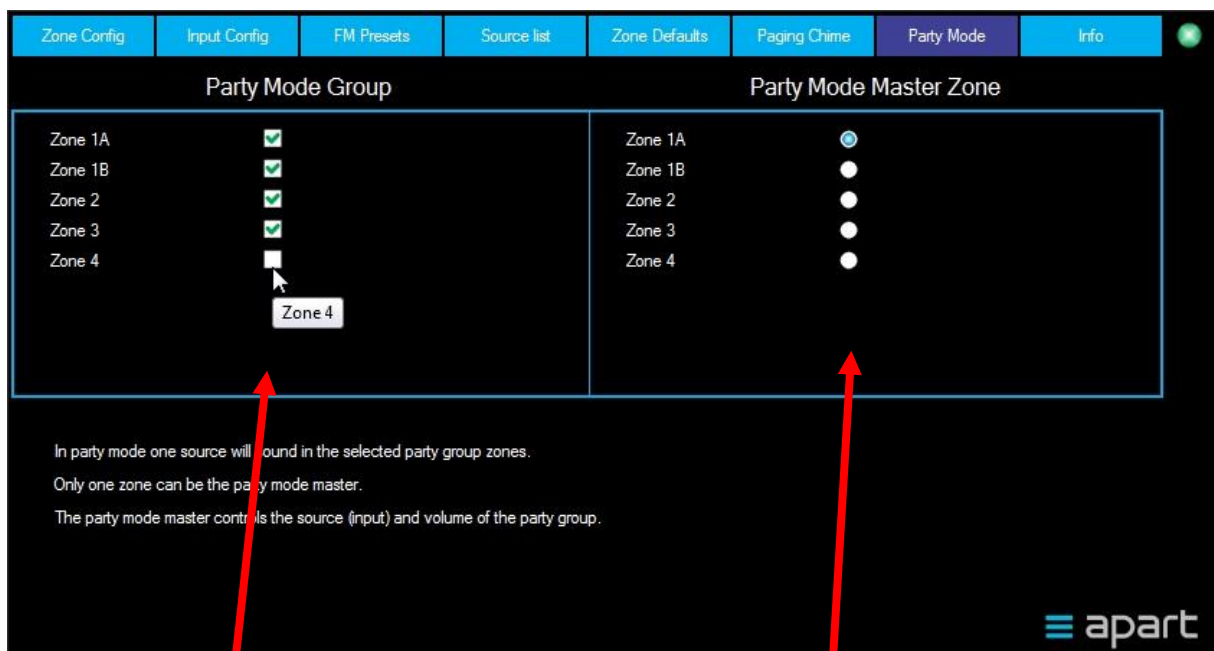 Zone Config Input Config FM Presets Source list Zone Defaults Paging Chime Party Mode Info
Party Mode Group
Zone 1A
Zone 1B
Zone 2
Zone 3
Zone 4
Zone 4
Party Mode Master Zone
Zone 1A
Zone 1B
Zone 2
Zone 3
Zone 4
In party mode one source will sound in the selected party group zones.
Only one zone can be the party mode master.
The party mode master controls the source (input) and volume of the party group.
apart